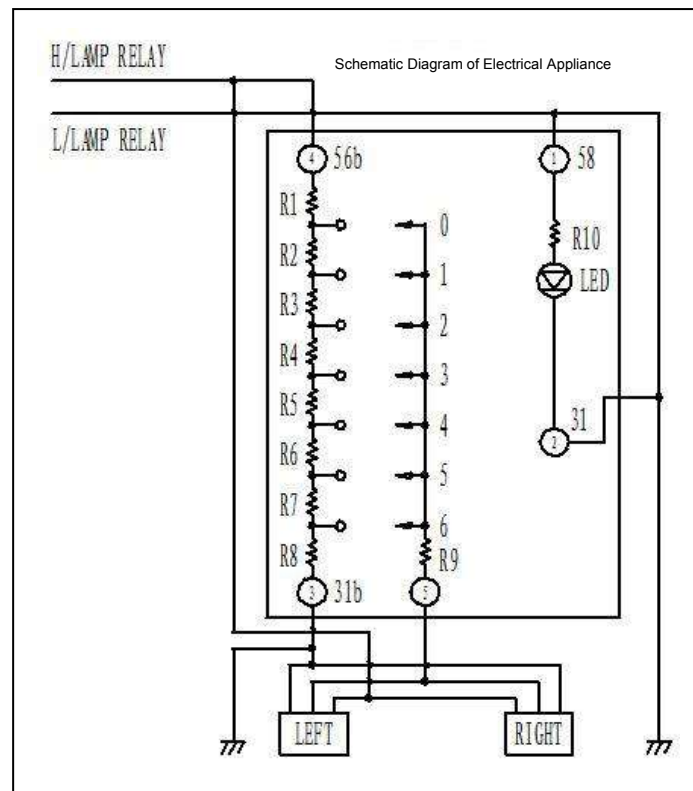 H/LAMP RELAY
Schematic Diagram of Electrical Appliance
L/LAMP RELAY
4 56b
1 58
R1
0
R10
R2
1
LED
R3
2
R4
3
R5
4
31
2
R6
5
R7
6
R8
R9
3 31b
5
LEFT
RIGHT